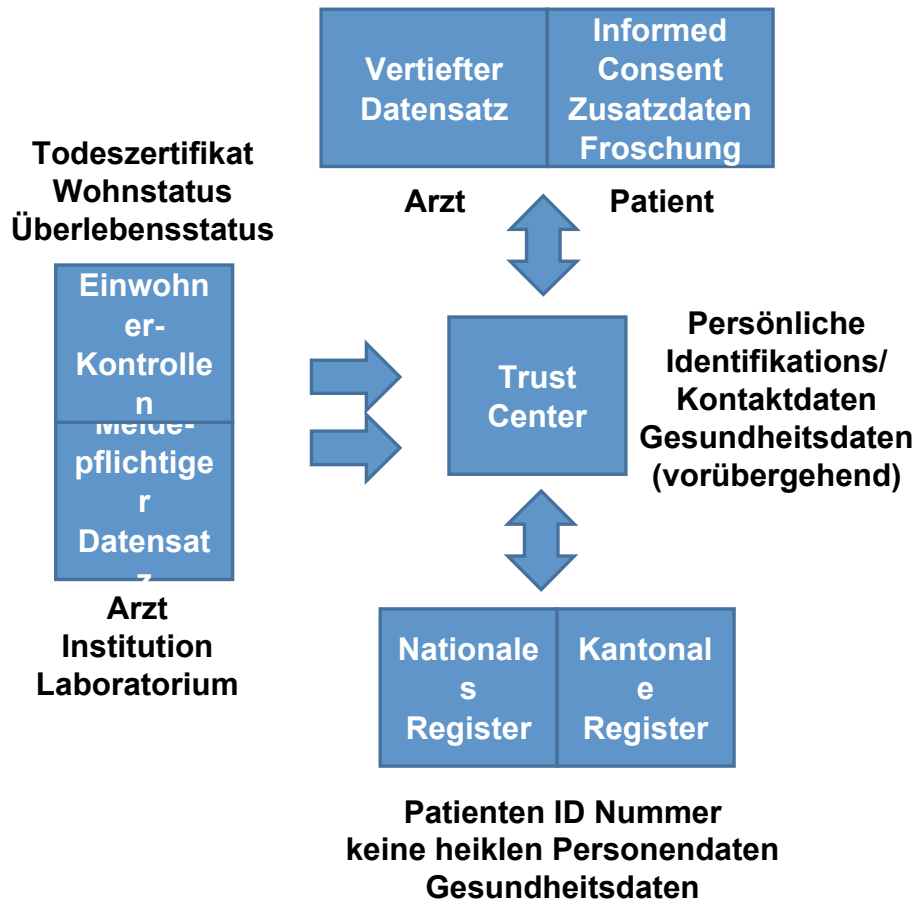 Vertiefter
Datensatz
Informed
Consent
Zusatzdaten
Froschung
Arzt
Patient
Todeszertifikat
Wohnstatus
Überlebensstatus
Einwohn
er-
Kontrolle
n
Melde-
pflichtige
r
Datensat
z
Arzt
Institution
Laboratorium
Trust
Center
Persönliche
Identifikations/
Kontaktdaten
Gesundheitsdaten
(vorübergehend)
Nationale
s
Register
Kantonal
e
Register
Patienten ID Nummer
keine heiklen Personendaten
Gesundheitsdaten